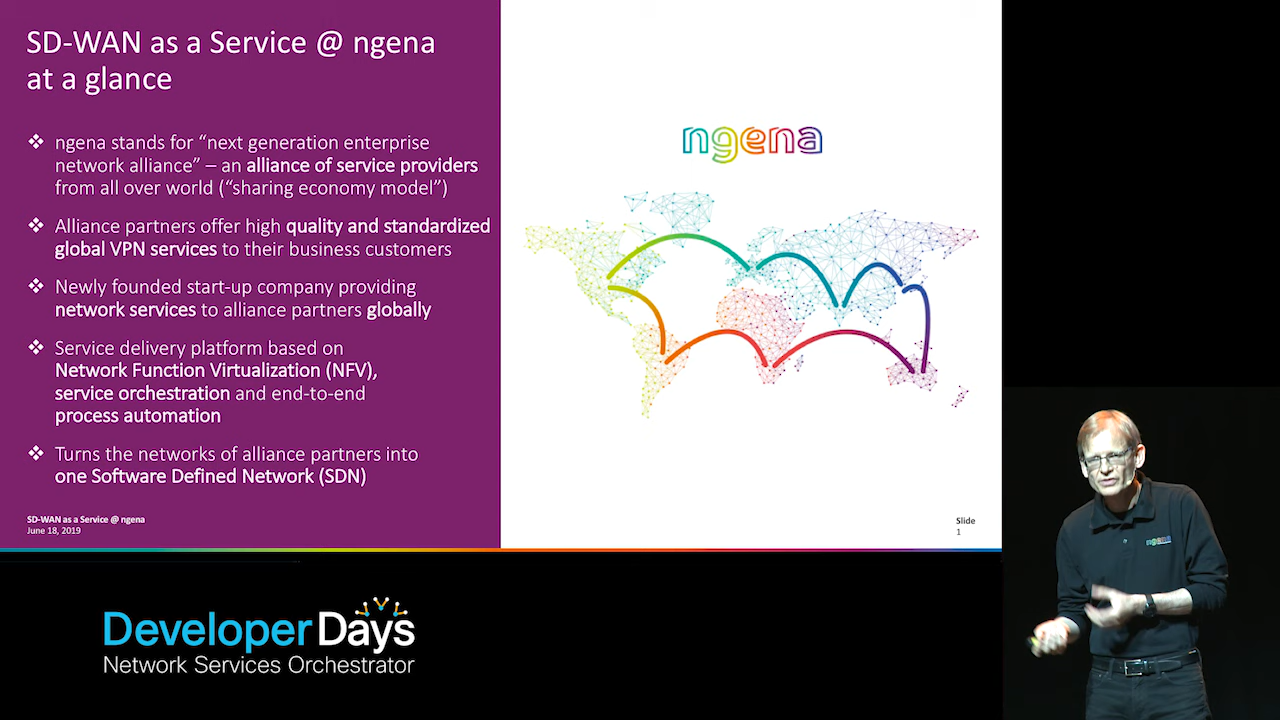 SD-WAN as a Service @ ngena
at a glance
❖ ngena stands for “next generation enterprise
network alliance” – an alliance of service providers
from all over world (“sharing economy model”)
❖ Alliance partners offer high quality and standardized
global VPN services to their business customers
❖ Newly founded start-up company providing
network services to alliance partners globally
❖ Service delivery platform based on
Network Function Virtualization (NFV),
service orchestration and end-to-end
process automation
❖ Turns the networks of alliance partners into
one Software Defined Network (SDN)
SD-WAN as a Service @ ngena
June 18, 2019
ngena
Slide
1
DeveloperDays
Network Services Orchestrator
ngena